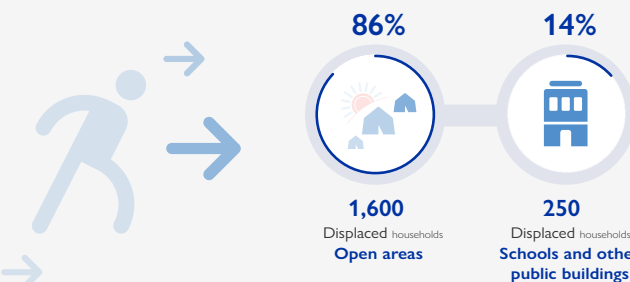 86%
14%
1,600
250
Displaced households
Displaced households
Open areas
Schools and othe
public buildings